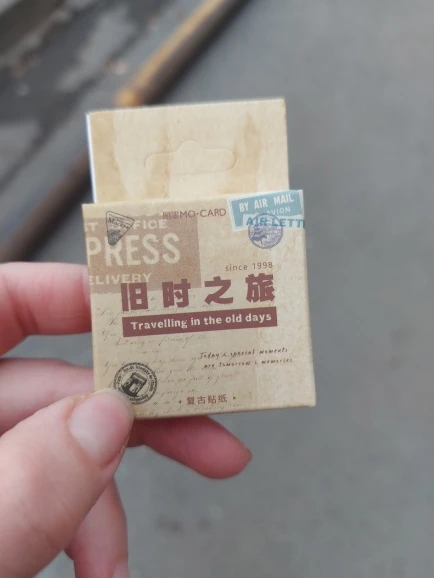 MO·CARD
BY AIR MAIL
AVION
AIR LETT
ST OFFICE
PRESS
DELIVERY
since 1998
旧时之旅
Travelling in the old days
Today's special moments
are tomorrow's memories
·复古贴纸·